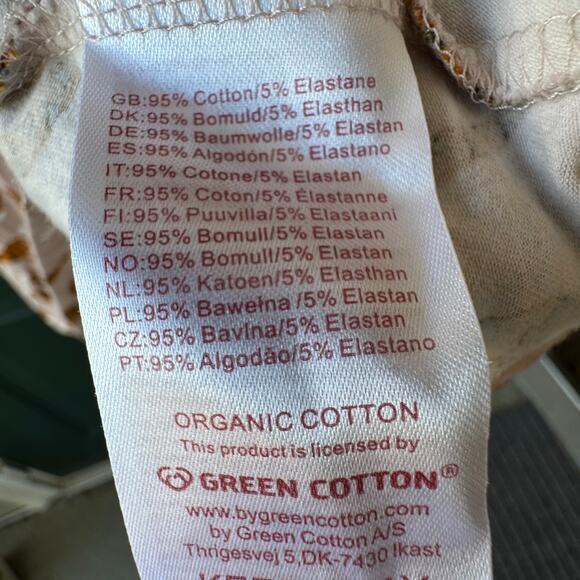 GB:95% Cotton/5% Elastane
DK:95% Bomuld/5% Elasthan
DE:95% Baumwolle/5% Elastan
ES:95% Algodón/5% Elastano
IT:95% Cotone/5% Elastan
FR:95% Coton/5% Élastanne
FI:95% Puuvilla/5% Elastaani
SE:95% Bomull/5% Elastan
NO:95% Bomull/5% Elastan
NL:95% Katoen/5% Elasthan
PL:95% Bawełna /5% Elastan
CZ:95% Bavlna/5% Elastan
PT:95% Algodão/5% Elastano
ORGANIC COTTON
This product is licensed by
GREEN COTTON®
www.bygreencotton.com
by Green Cotton A/S
Thrigesvej 5,DK-7430 Ikast